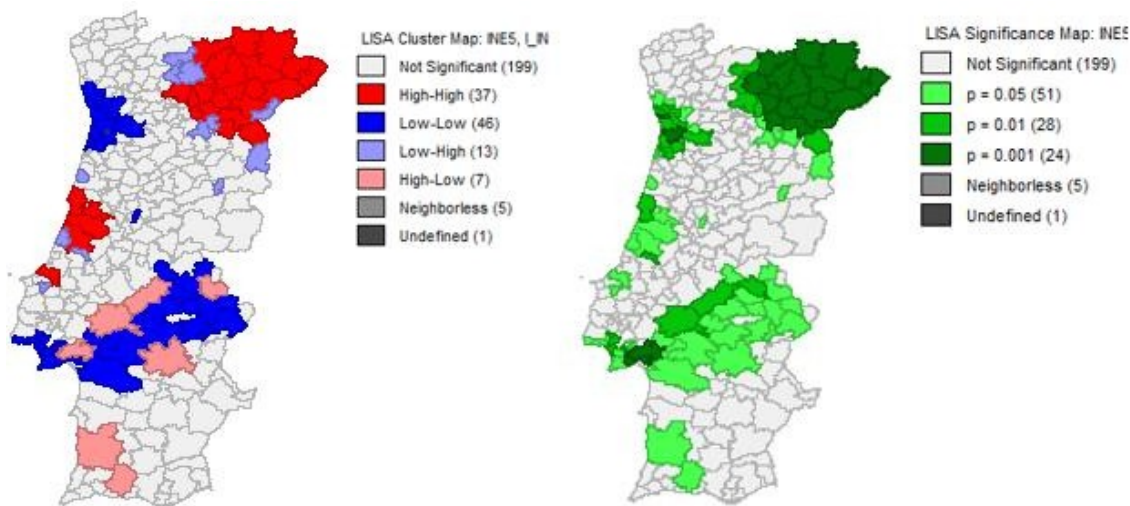 LISA Cluster Map: INE5, I_IN
Not Significant (199)
High-High (37)
Low-Low (46)
Low-High (13)
High-Low (7)
Neighborless (5)
Undefined (1)
LISA Significance Map: INE5
Not Significant (199)
p = 0.05 (51)
p = 0.01 (28)
p = 0.001 (24)
Neighborless (5)
Undefined (1)